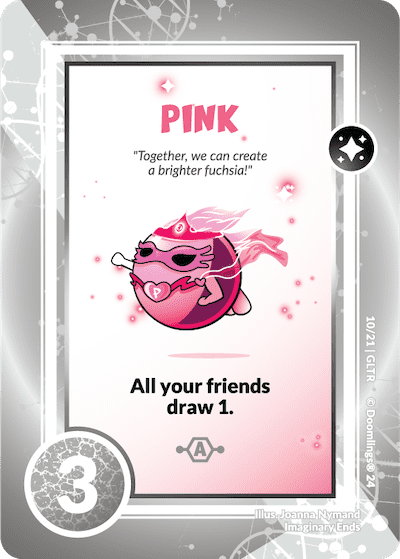 PINK
"Together, we can create
a brighter fuchsia!"
P
All your friends
draw 1.
A
3
10/21 | GLTR © Doomlings® 24
Illus. Joanna Nymand
Imaginary Ends